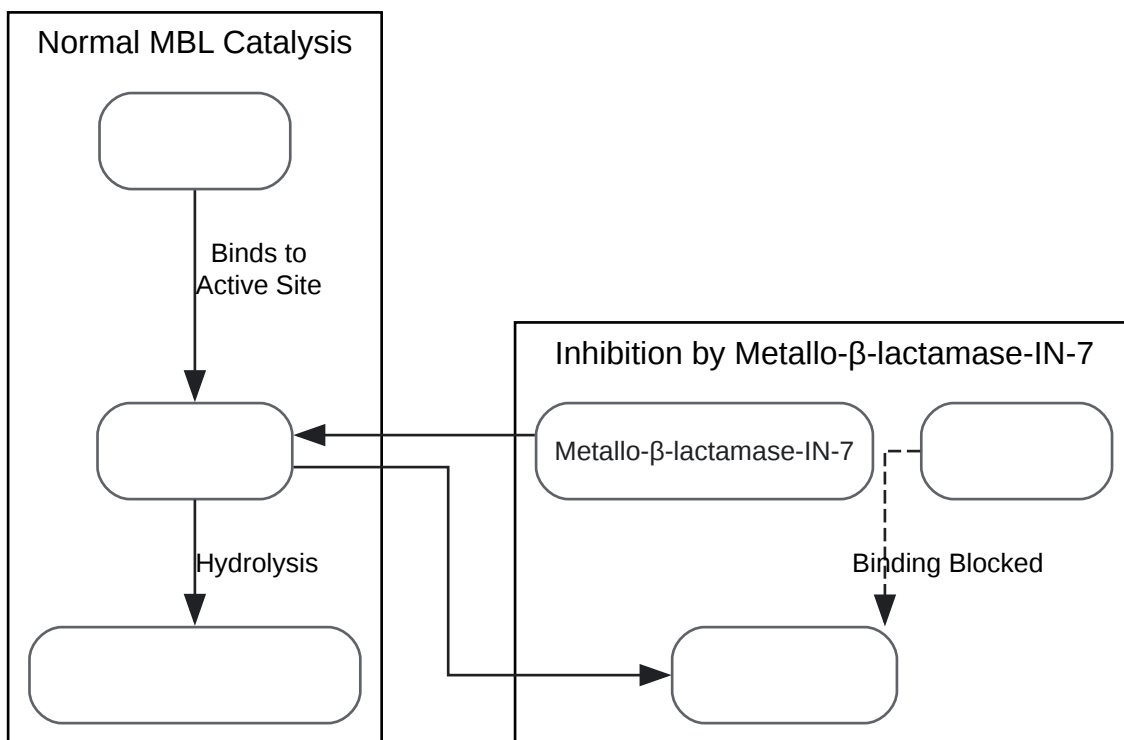 Normal MBL Catalysis
Binds to
Active Site
Inhibition by Metallo-β-lactamase-IN-7
Metallo-β-lactamase-IN-7
Hydrolysis
Binding Blocked